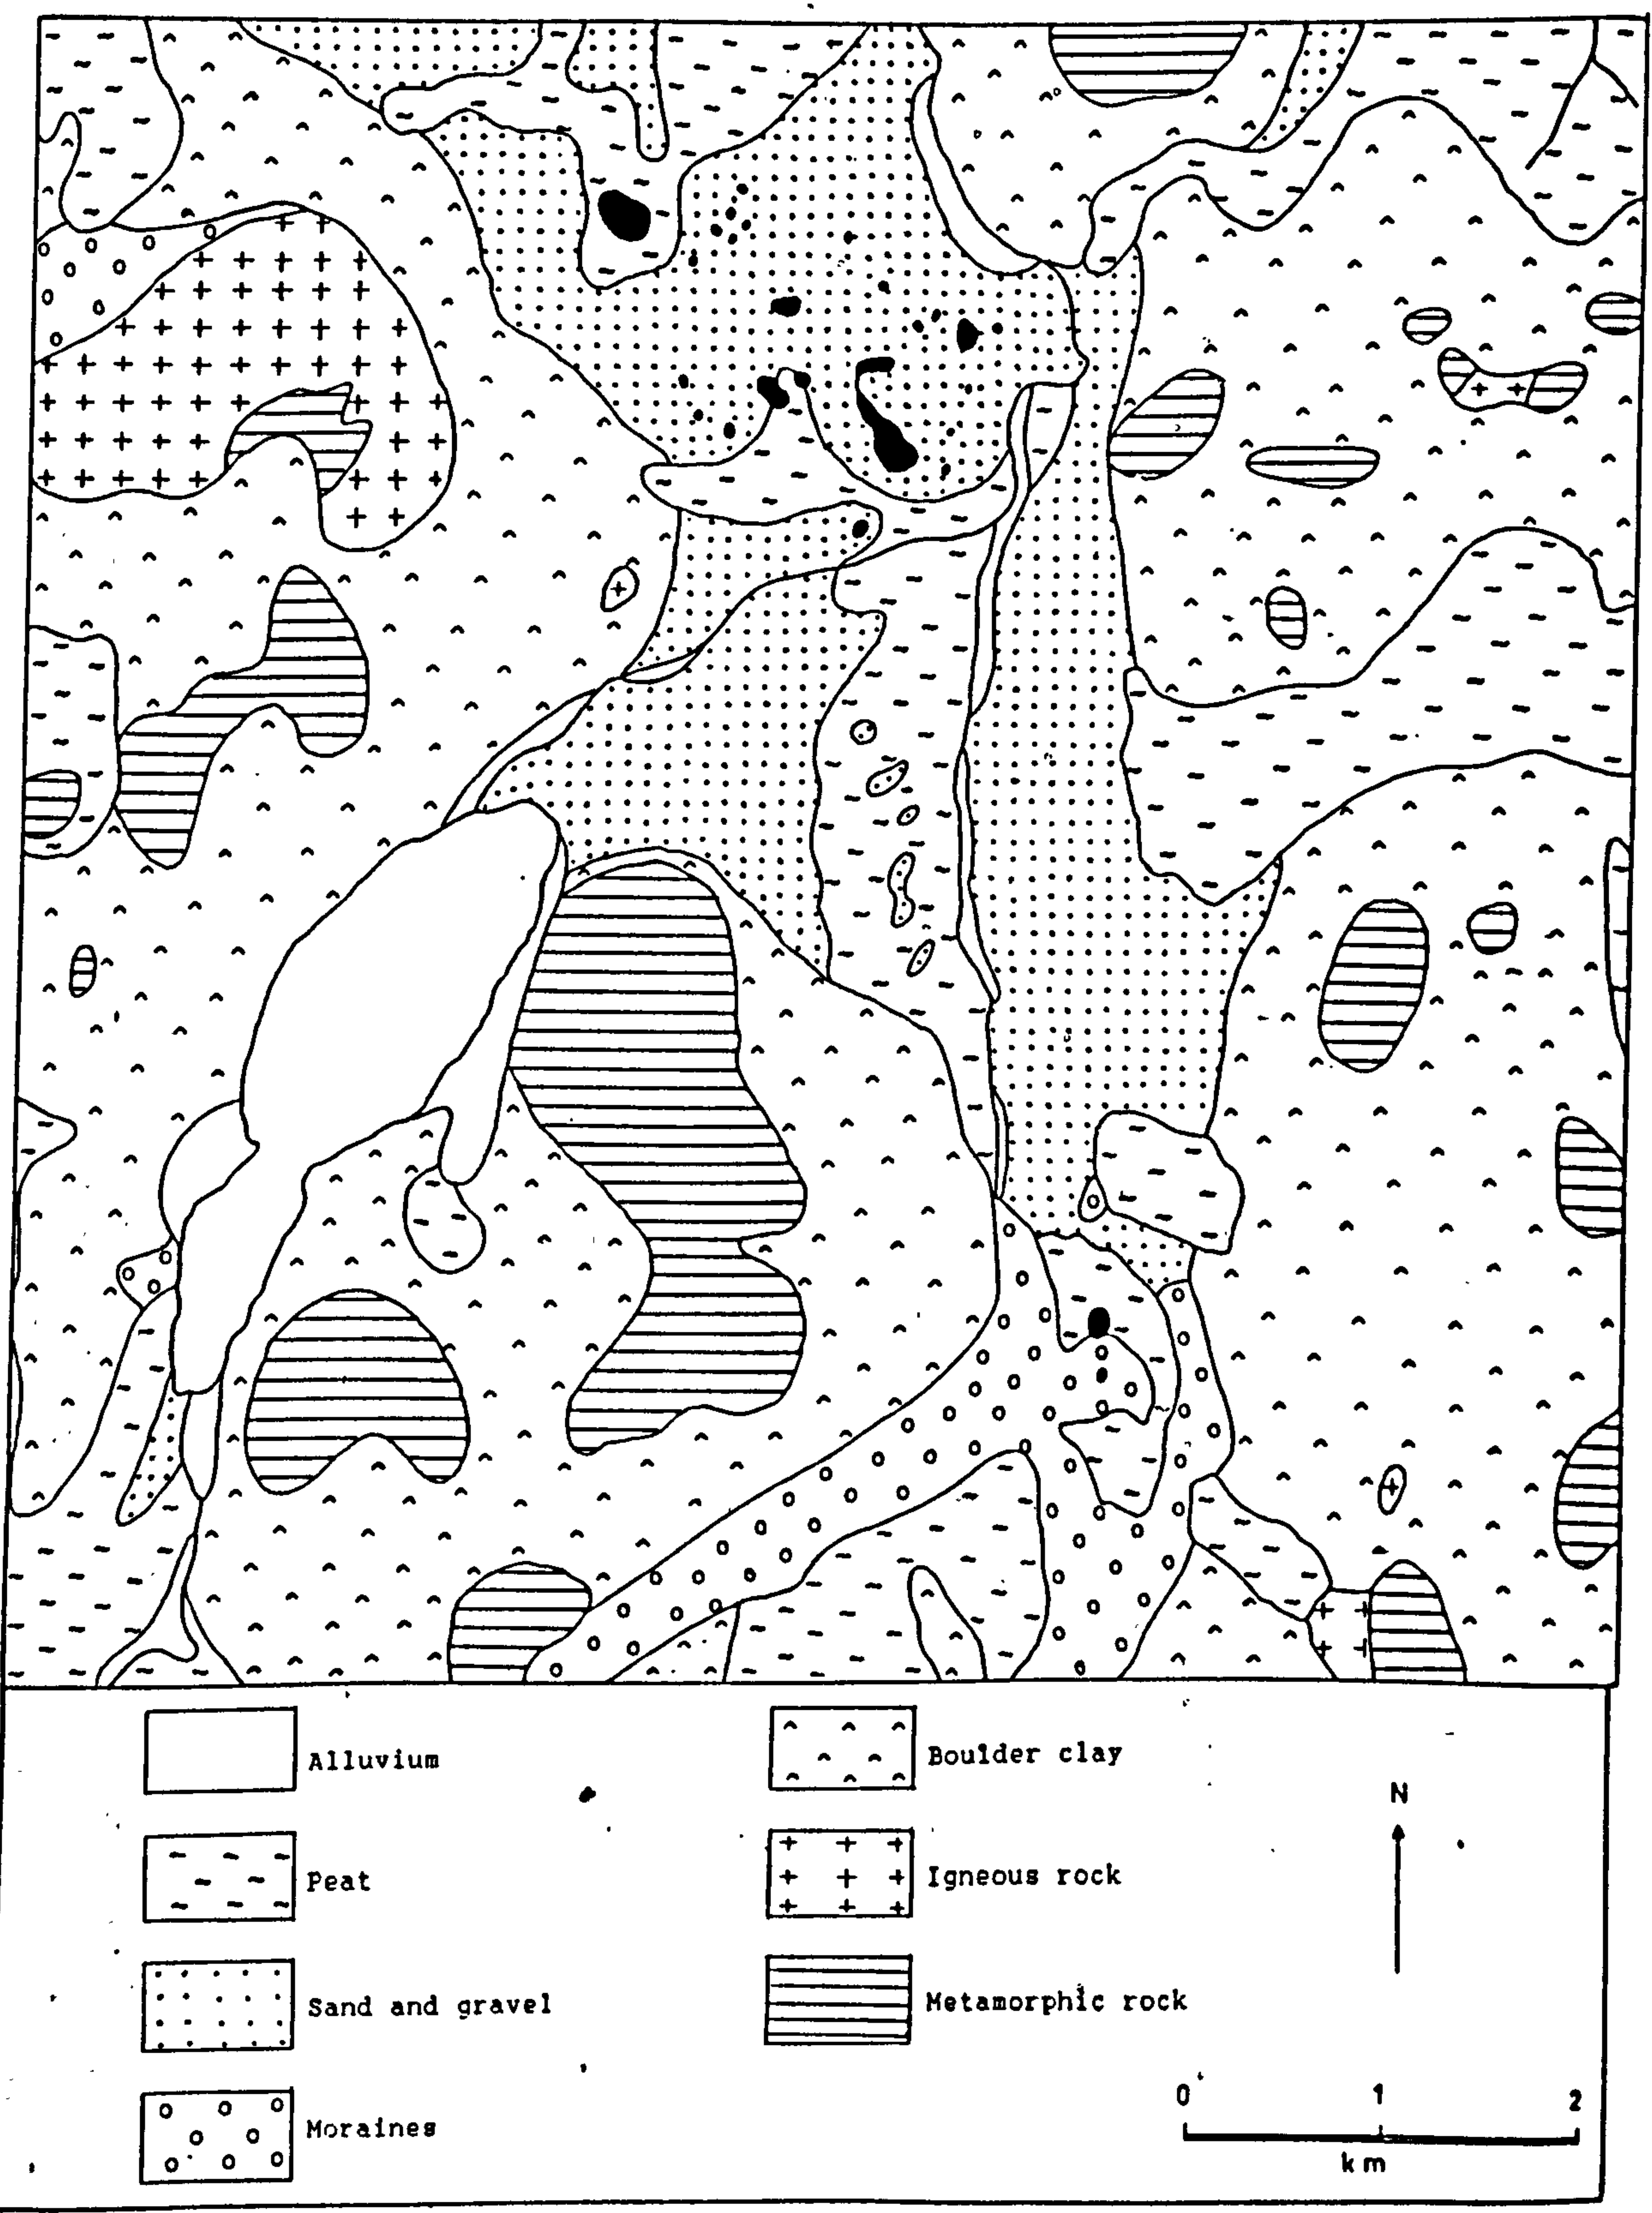 Alluvium
Peat
Sand and gravel
Moraines
Boulder clay
Igneous rock
Metamorphic rock
N
0 1 2
km